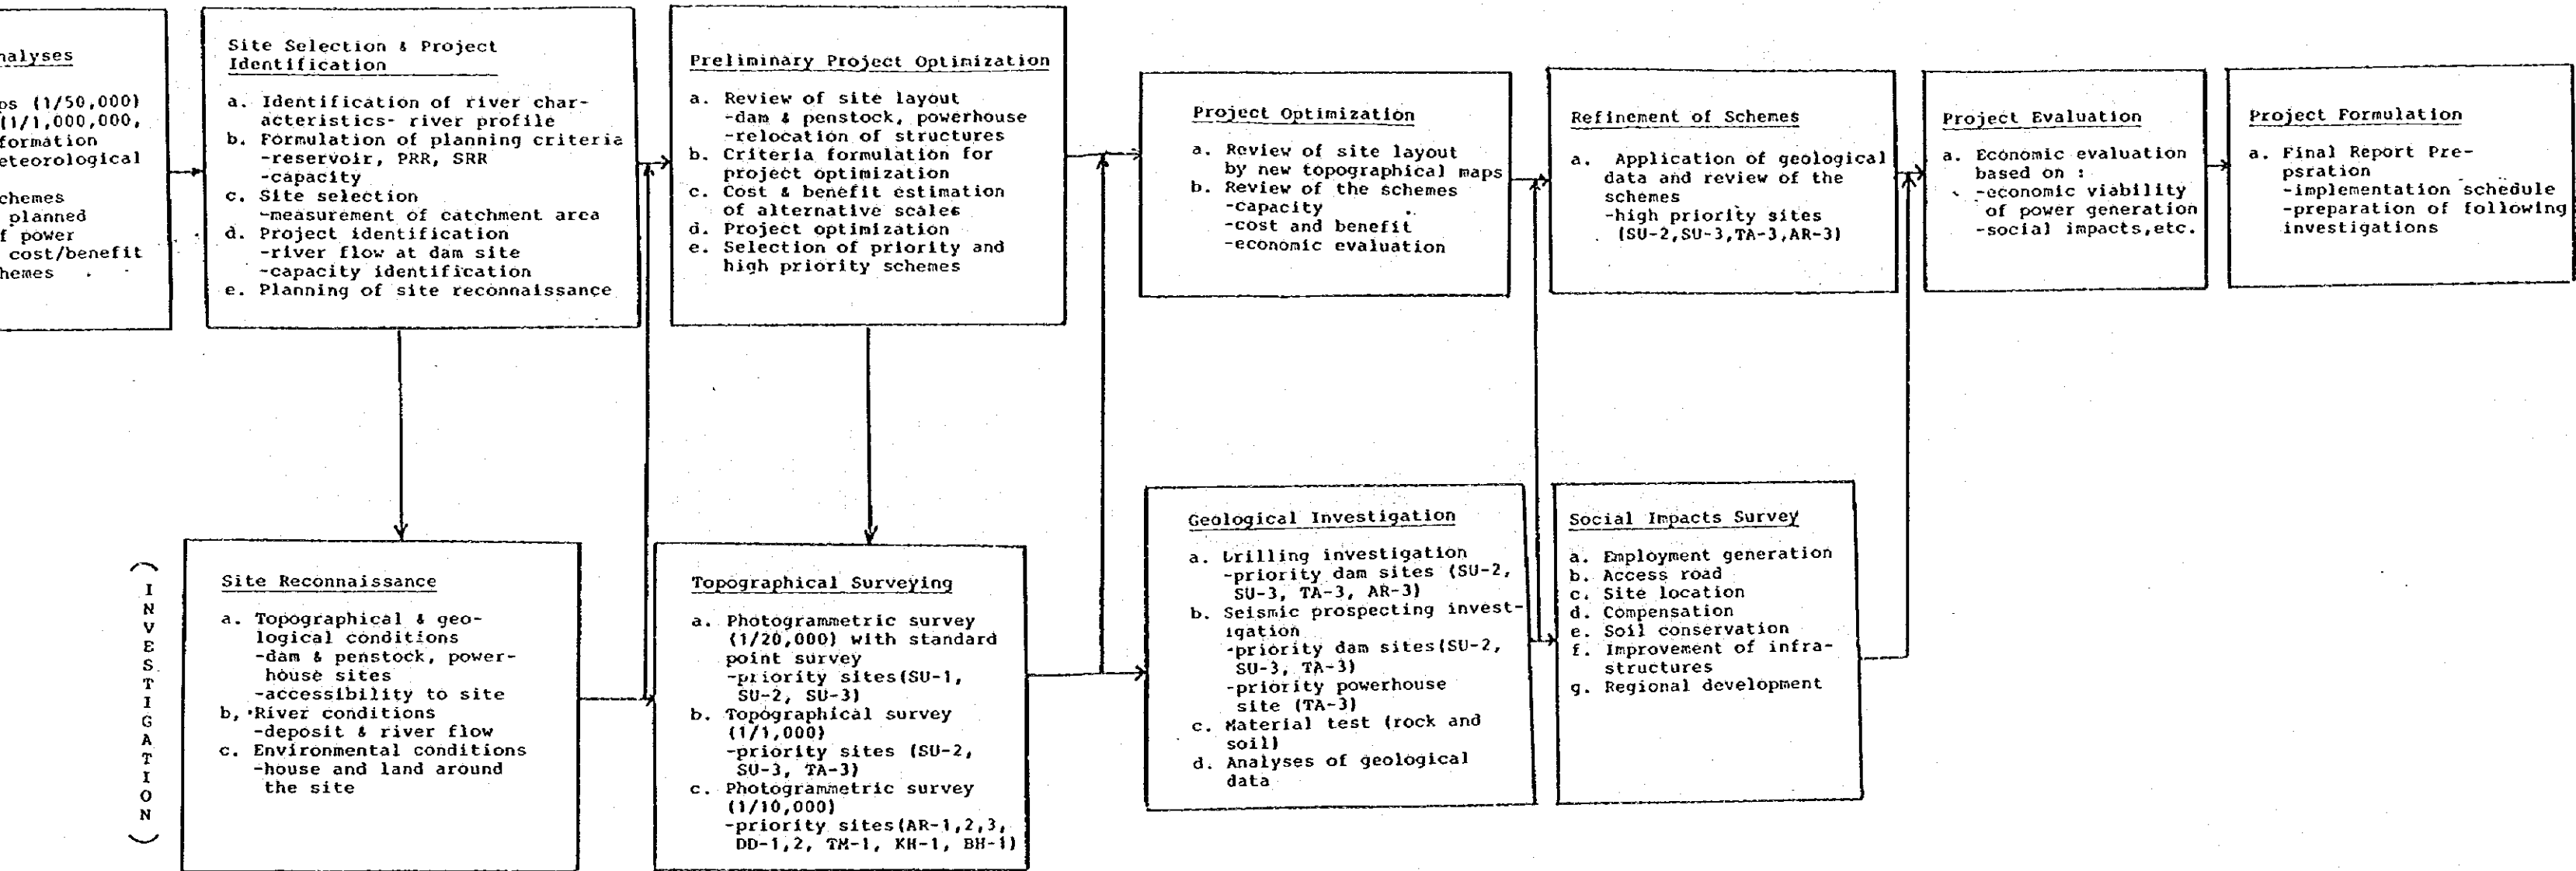 nalyses
ps (1/50,000)
(1/1,000,000,
formation
eteorological
chemes
planned
f power
cost/benefit
hemes
Site Selection & Project
Identification
a. Identification of river char-
acteristics- river profile
b. Formulation of planning criteria
-reservoir, PRR, SRR
-capacity
c. Site selection
-measurement of catchment area
d. Project identification
-river flow at dam site
-capacity identification
e. Planning of site reconnaissance
Preliminary Project Optimization
a. Review of site layout
-dam & penstock, powerhouse
-relocation of structures
b. Criteria formulation for
project optimization
c. Cost & benefit estimation
of alternative scales
d. Project optimization
e. Selection of priority and
high priority schemes
Project Optimization
a. Review of site layout
by new topographical maps
b. Review of the schemes
-capacity
-cost and benefit
-economic evaluation
Refinement of Schemes
a. Application of geological
data and review of the
schemes
-high priority sites
(SU-2,SU-3,TA-3,AR-3)
Project Evaluation
a. Economic evaluation
based on :
-economic viability
of power generation
-social impacts,etc.
Project Formulation
a. Final Report Pre-
psration
-implementation schedule
-preparation of following
investigations
(INVESTIGATION)
Site Reconnaissance
a. Topographical & geo-
logical conditions
-dam & penstock, power-
house sites
-accessibility to site
b, River conditions
-deposit & river flow
c. Environmental conditions
-house and land around
the site
Topographical Surveying
a. Photogrammetric survey
(1/20,000) with standard
point survey
-priority sites(SU-1,
SU-2, SU-3)
b. Topographical survey
(1/1,000)
-priority sites (SU-2,
SU-3, TA-3)
c. Photogrammetric survey
(1/10,000)
-priority sites(AR-1,2,3,
DD-1,2, TM-1, KH-1, BH-1)
Geological Investigation
a. Drilling investigation
-priority dam sites (SU-2,
SU-3, TA-3, AR-3)
b. Seismic prospecting invest-
igation
-priority dam sites(SU-2,
SU-3, TA-3)
-priority powerhouse
site (TA-3)
c. Material test (rock and
soil)
d. Analyses of geological
data
Social Impacts Survey
a. Employment generation
b. Access road
c. Site location
d. Compensation
e. Soil conservation
f. Improvement of infra-
structures
g. Regional development